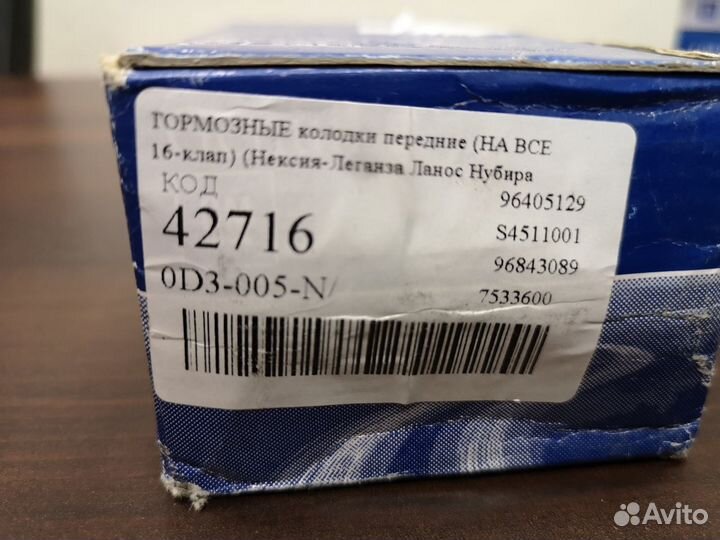 ТОРМОЗНЫЕ колодки передние (НА ВСЕ
16-клап) (Нексия-Леганза Ланос Нубира
КОД
42716
0D3-005-N/
96405129
S4511001
96843089
7533600
Avito